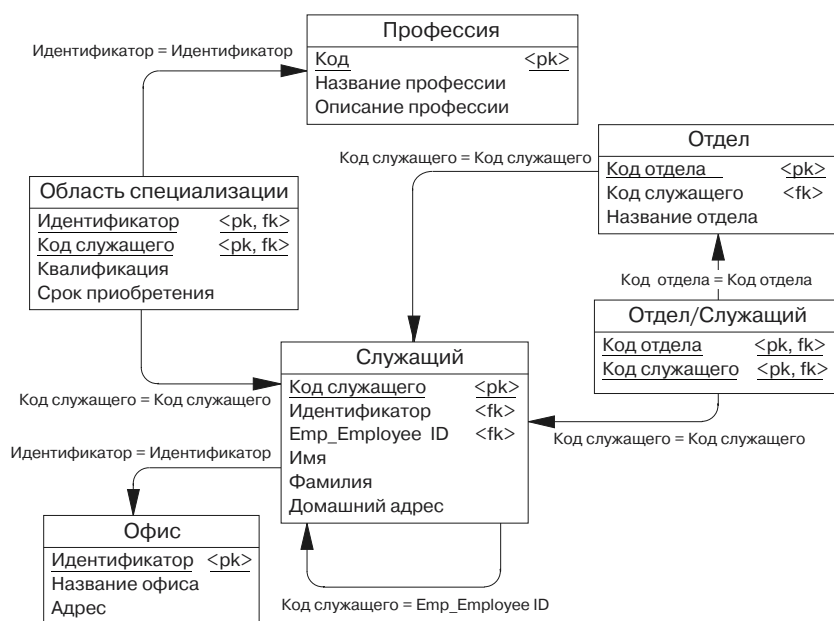 Профессия
Идентификатор = Идентификатор
Код <pk>
Название профессии
Описание профессии
Отдел
Код служащего = Код служащего
Код отдела <pk>
Код служащего <fk>
Название отдела
Область специализации
Идентификатор <pk, fk>
Код служащего <pk, fk>
Квалификация
Срок приобретения
Код отдела = Код отдела
Отдел/Служащий
Код отдела <pk, fk>
Код служащего <pk, fk>
Служащий
Код служащего <pk>
Идентификатор <fk>
Emp_Employee ID <fk>
Имя
Фамилия
Домашний адрес
Код служащего = Код служащего
Код служащего = Код служащего
Идентификатор = Идентификатор
Офис
Идентификатор <pk>
Название офиса
Адрес
Код служащего = Emp_Employee ID